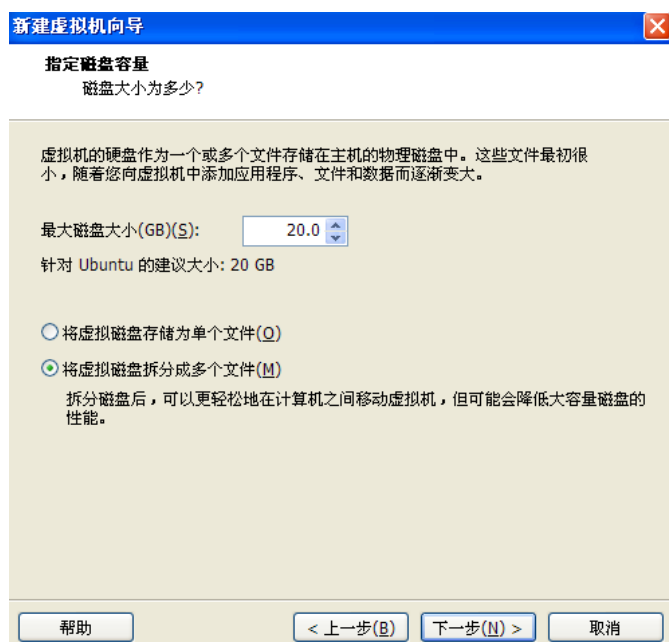 新建虚拟机向导
指定磁盘容量
磁盘大小为多少?
虚拟机的硬盘作为一个或多个文件存储在主机的物理磁盘中。这些文件最初很
小，随着您向虚拟机中添加应用程序、文件和数据而逐渐变大。
最大磁盘大小(GB)(S): 20.0
针对 Ubuntu 的建议大小: 20 GB
将虚拟磁盘存储为单个文件(O)
将虚拟磁盘拆分成多个文件(M)
拆分磁盘后，可以更轻松地在计算机之间移动虚拟机，但可能会降低大容量磁盘的
性能。
帮助 < 上一步(B) 下一步(N) > 取消